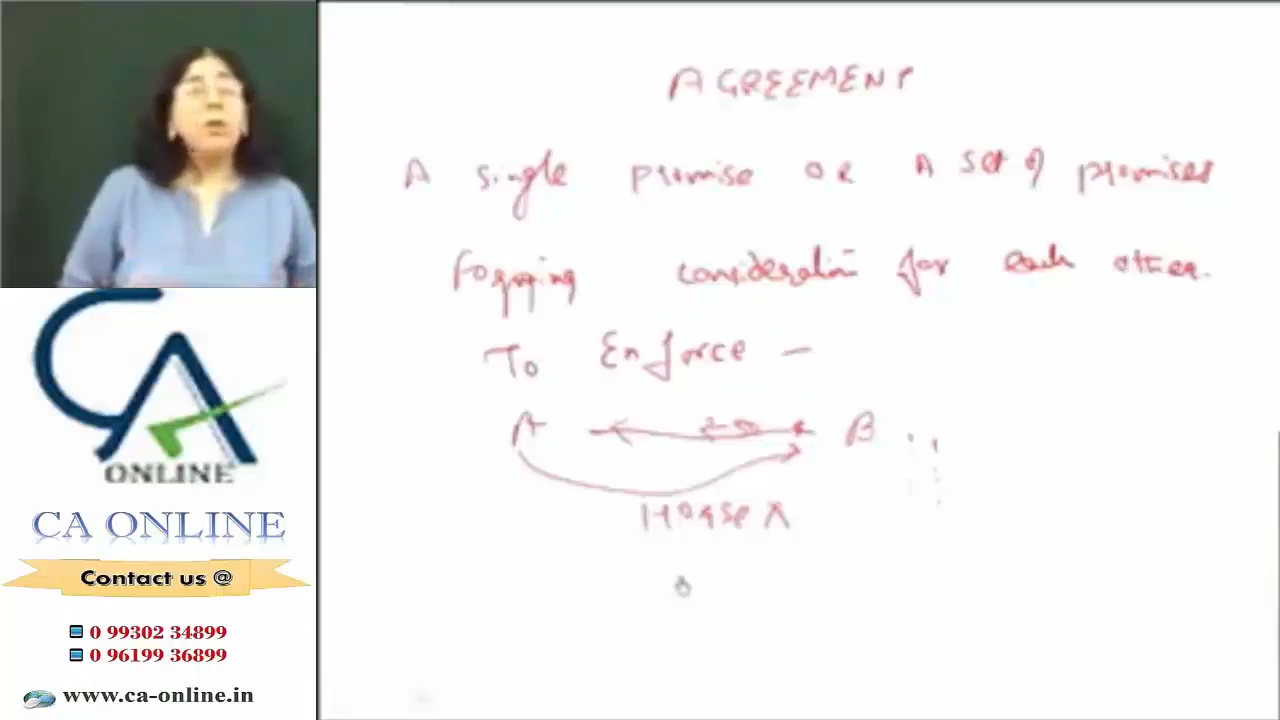 AGREEMENT
A single promise OR A set of promises
Forming consideration for each other.
To Enforce –
A B
CA
ONLINE
CA ONLINE
Contact us @
0 99302 34899
0 96199 36899
www.ca-online.in